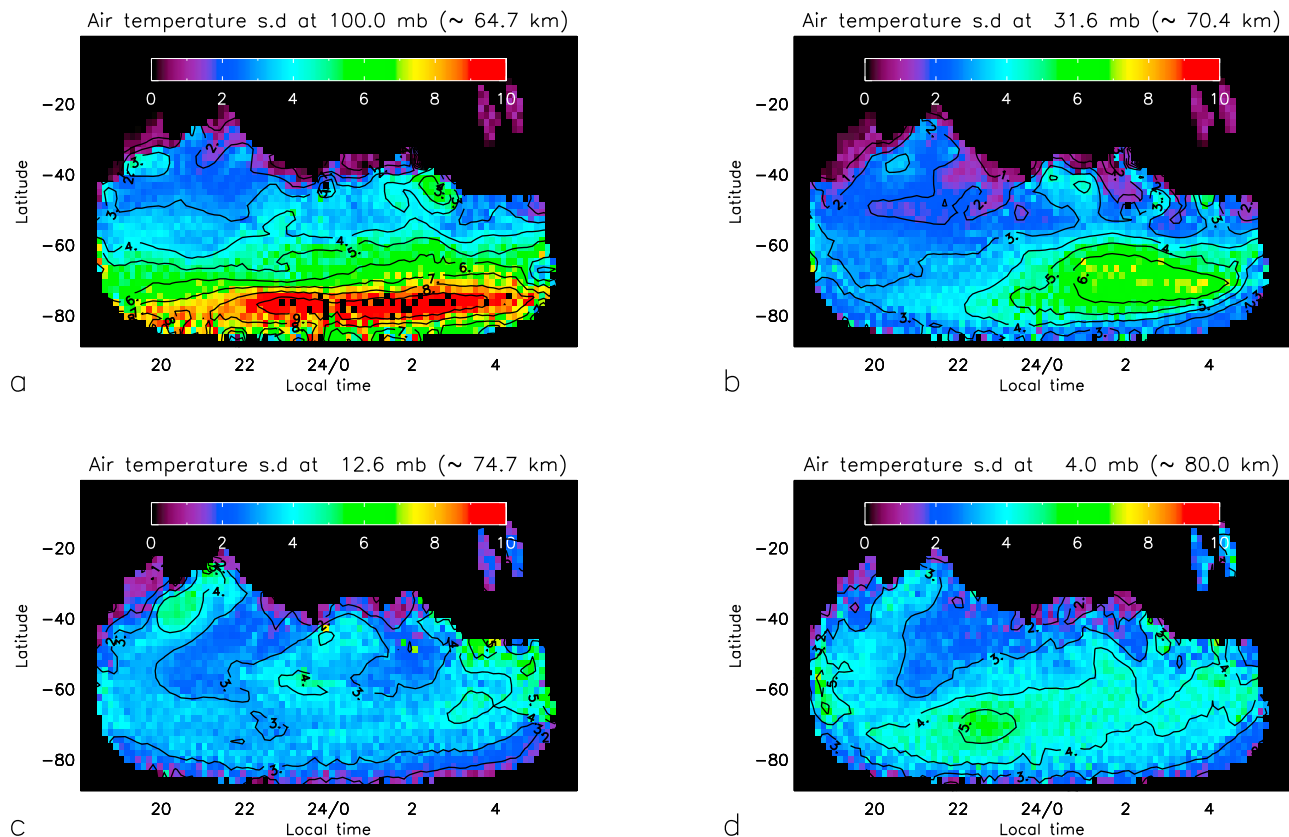 Air temperature s.d at 100.0 mb (~ 64.7 km)
0 2 4 6 8 10
-20
-40
-60
-80
Latitude
20 22 24/0 2 4
Local time
a
Air temperature s.d at 31.6 mb (~ 70.4 km)
0 2 4 6 8 10
-20
-40
-60
-80
Latitude
20 22 24/0 2 4
Local time
b
Air temperature s.d at 12.6 mb (~ 74.7 km)
0 2 4 6 8 10
-20
-40
-60
-80
Latitude
20 22 24/0 2 4
Local time
c
Air temperature s.d at 4.0 mb (~ 80.0 km)
0 2 4 6 8 10
-20
-40
-60
-80
Latitude
20 22 24/0 2 4
Local time
d